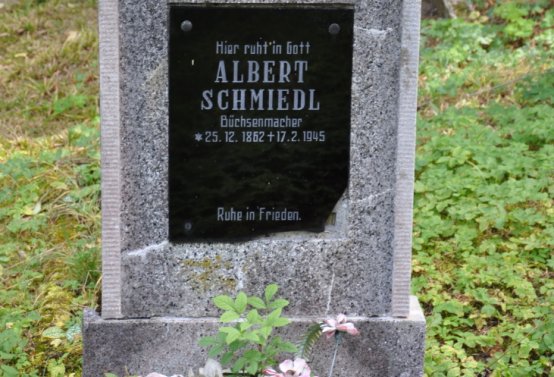 Hier ruht in Gott
ALBERT
SCHMIEDL
Büchsenmacher
* 25. 12. 1862 + 17. 2. 1945
Ruhe in Frieden.